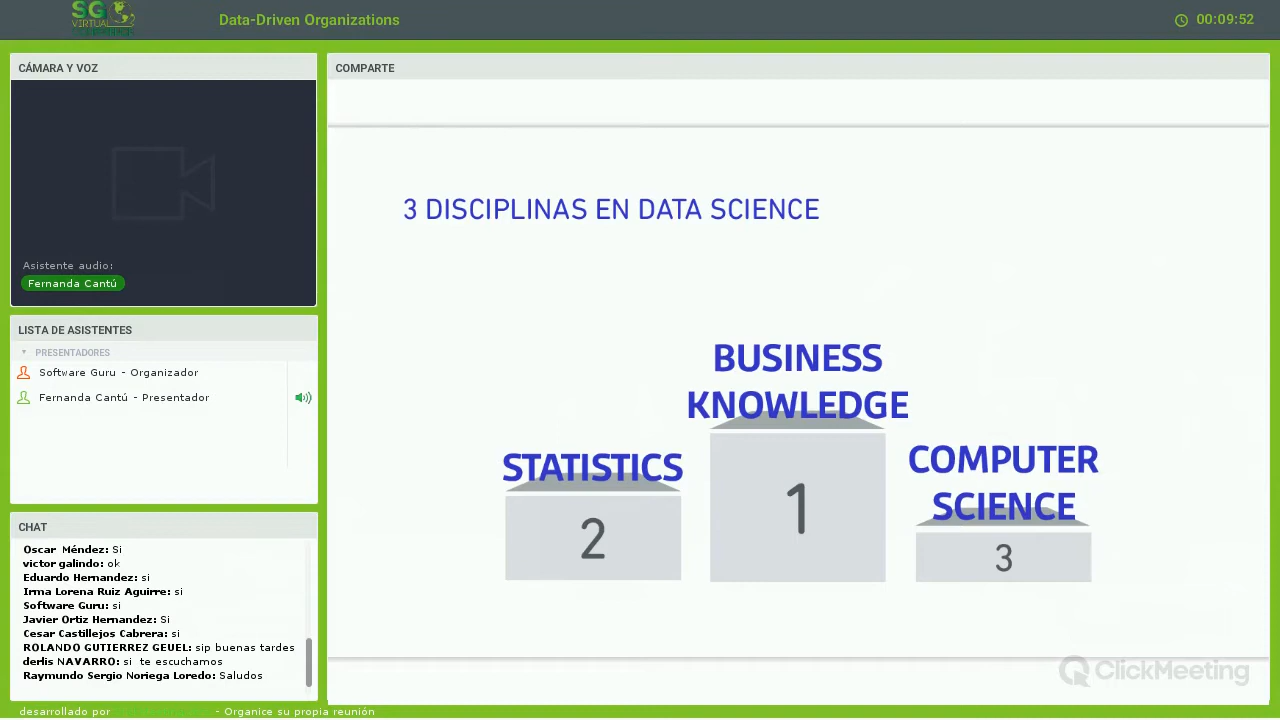 SG
VIRTUAL
CONFERENCE
Data-Driven Organizations
00:09:52
CÁMARA Y VOZ
Asistente audio:
Fernanda Cantú
LISTA DE ASISTENTES
PRESENTADORES
Software Guru - Organizador
Fernanda Cantú - Presentador
CHAT
Oscar Méndez: Si
victor galindo: ok
Eduardo Hernandez: si
Irma Lorena Ruiz Aguirre: si
Software Guru: si
Javier Ortiz Hernandez: Si
Cesar Castillejos Cabrera: si
ROLANDO GUTIERREZ GEUEL: sip buenas tardes
derlis NAVARRO: si te escuchamos
Raymundo Sergio Noriega Loredo: Saludos
COMPARTE
3 DISCIPLINAS EN DATA SCIENCE
BUSINESS
KNOWLEDGE
1
STATISTICS
2
COMPUTER
SCIENCE
3
ClickMeeting
desarrollado por
- Organice su propia reunión